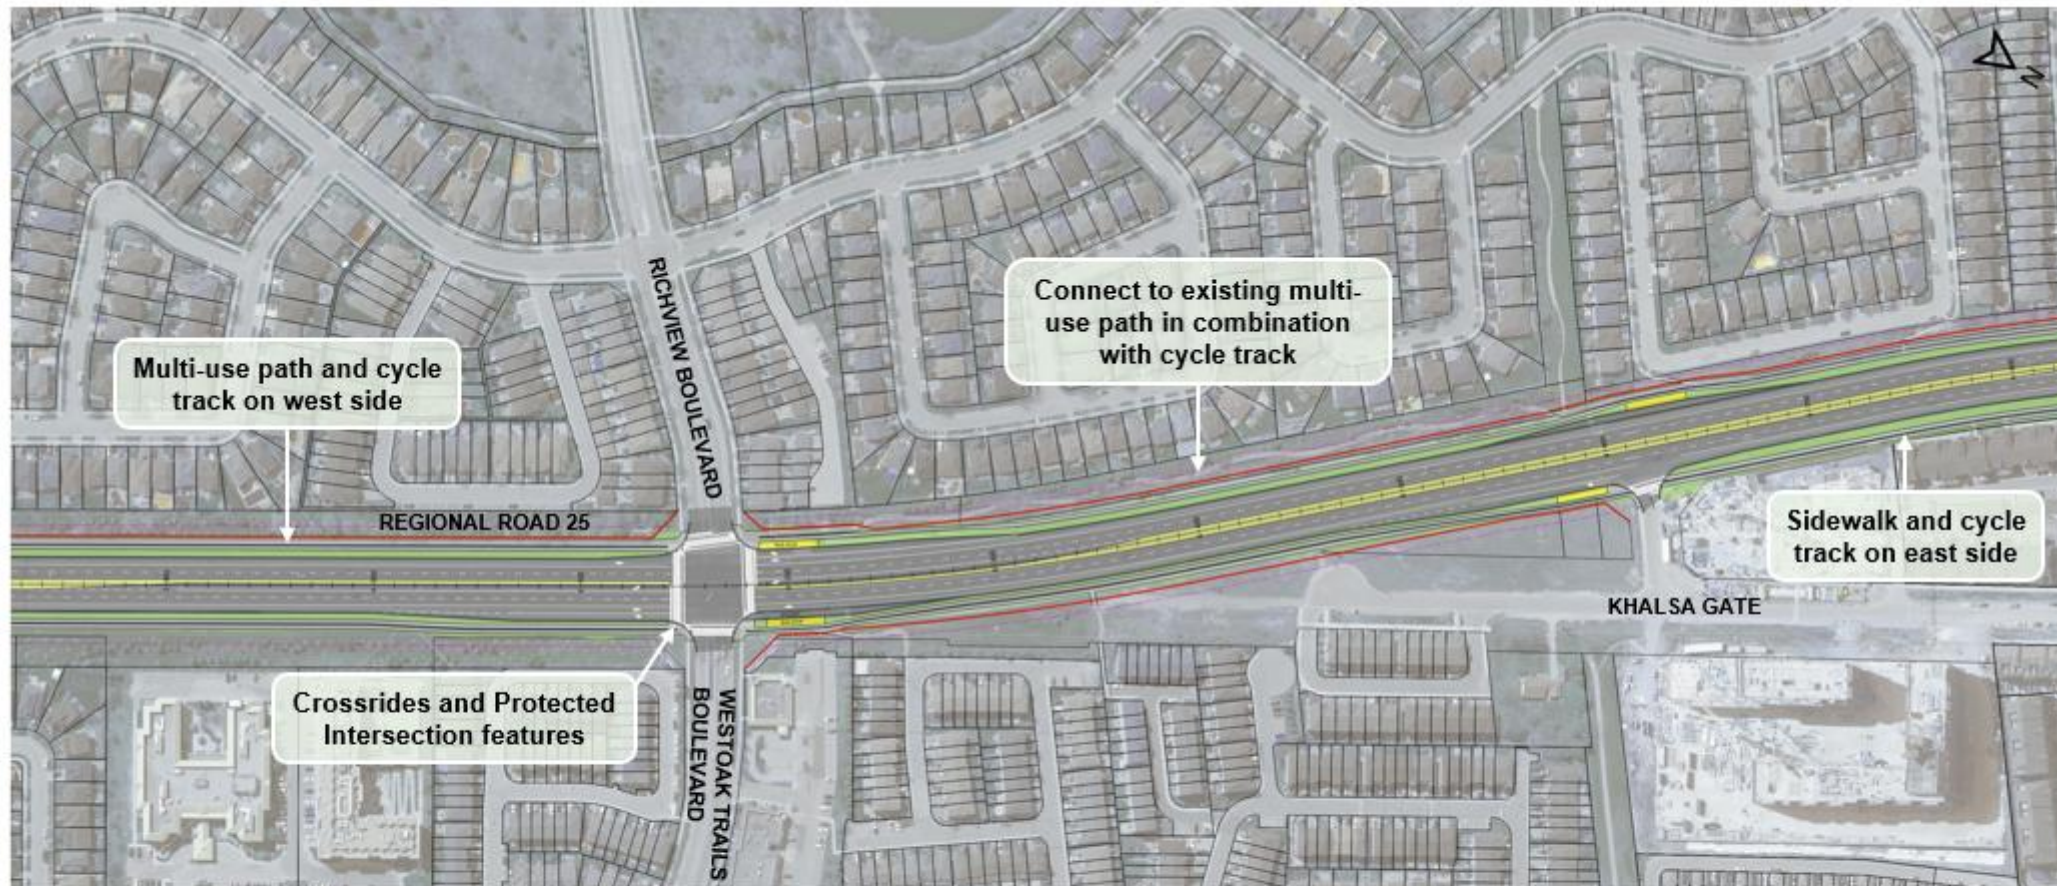 N
RICHVIEW BOULEVARD
Connect to existing multi-
use path in combination
with cycle track
Multi-use path and cycle
track on west side
REGIONAL ROAD 25
Sidewalk and cycle
track on east side
KHALSA GATE
Crossrides and Protected
Intersection features
WESTOAK TRAILS
BOULEVARD